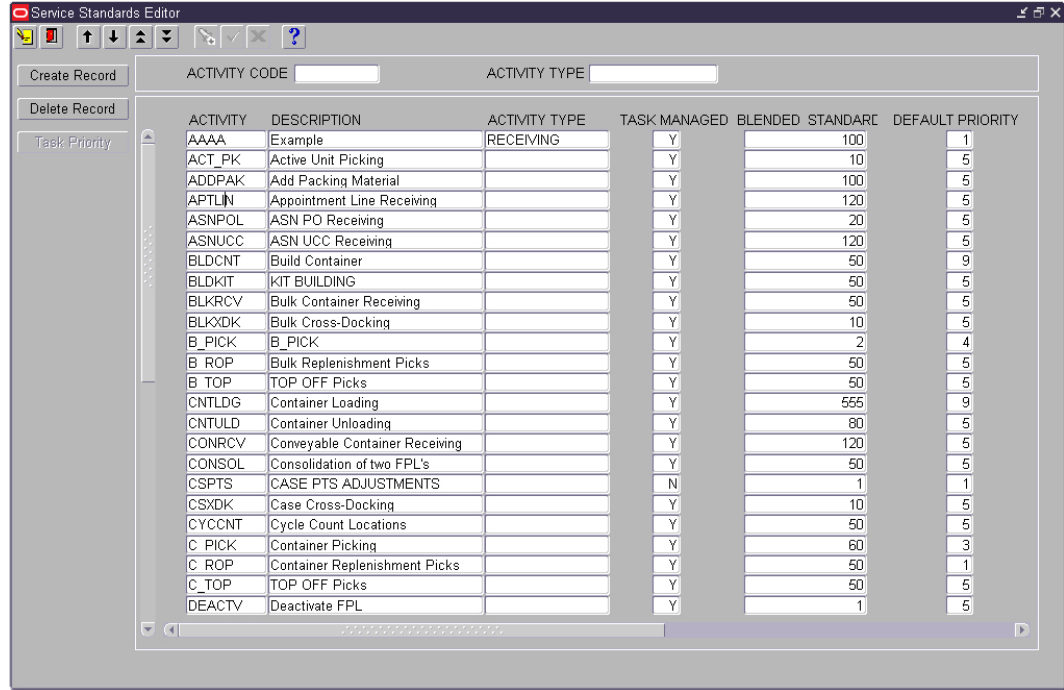 Service Standards Editor
?
ACTIVITY CODE ACTIVITY TYPE
Create Record
Delete Record
Task Priority
ACTIVITY DESCRIPTION ACTIVITY TYPE TASK MANAGED BLENDED STANDARD DEFAULT PRIORITY
AAAA Example RECEIVING Y 100 1
ACT_PK Active Unit Picking Y 10 5
ADDPAK Add Packing Material Y 100 5
APTLIN Appointment Line Receiving Y 120 5
ASNPOL ASN PO Receiving Y 20 5
ASNUCC ASN UCC Receiving Y 120 5
BLDCNT Build Container Y 50 9
BLDKIT KIT BUILDING Y 50 5
BLKRCV Bulk Container Receiving Y 50 5
BLKXDK Bulk Cross-Docking Y 10 5
B_PICK B_PICK Y 2 4
B_ROP Bulk Replenishment Picks Y 50 5
B_TOP TOP OFF Picks Y 50 5
CNTLDG Container Loading Y 555 9
CNTULD Container Unloading Y 80 5
CONRCV Conveyable Container Receiving Y 120 5
CONSOL Consolidation of two FPL's Y 50 5
CSPTS CASE PTS ADJUSTMENTS N 1 1
CSXDK Case Cross-Docking Y 10 5
CYCCNT Cycle Count Locations Y 50 5
C_PICK Container Picking Y 60 3
C_ROP Container Replenishment Picks Y 50 1
C_TOP TOP OFF Picks Y 50 5
DEACTV Deactivate FPL Y 1 5